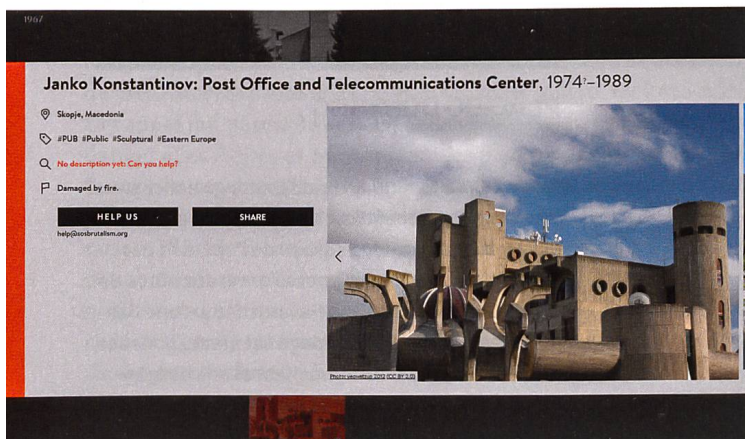 1967
Janko Konstantinov: Post Office and Telecommunications Center, 1974?–1989
Skopje, Macedonia
#PUB #Public #Sculptural #Eastern Europe
No description yet: Can you help?
Damaged by fire.
HELP US
SHARE
help@sosbrutalism.org